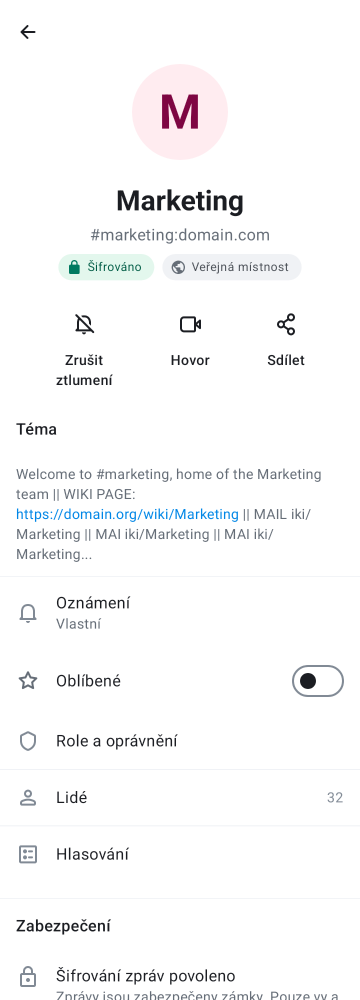 M
Marketing
#marketing:domain.com
Šifrováno
Veřejná místnost
Zrušit
ztlumení
Hovor
Sdílet
Téma
Welcome to #marketing, home of the Marketing
team || WIKI PAGE:
https://domain.org/wiki/Marketing || MAIL iki/
Marketing || MAI iki/Marketing || MAI iki/
Marketing...
Oznámení
Vlastní
Oblíbené
Role a oprávnění
Lidé
32
Hlasování
Zabezpečení
Šifrování zpráv povoleno
Zprávy jsou zabezpečeny zámky. Pouze vy a